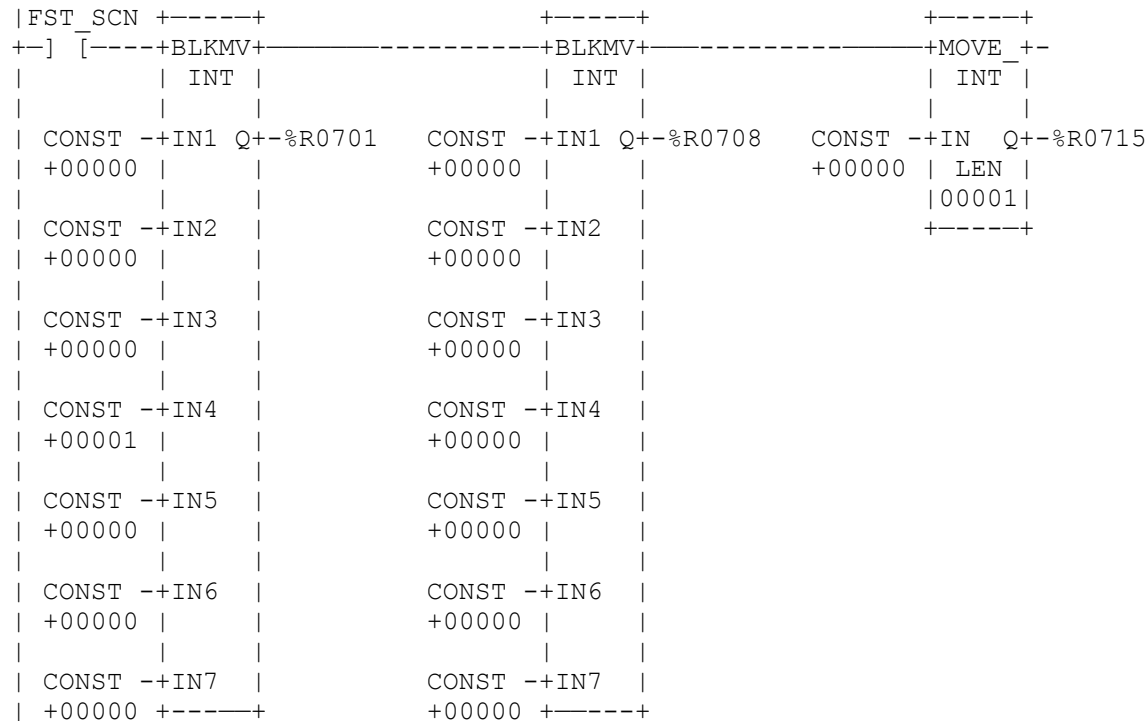 |FST_SCN +—---—+                 +—---—+                 +—---—+
+—] [—---+BLKMV+———————---------—+BLKMV+———----------—————+MOVE_+-
|        | INT |                 | INT |                 | INT |
|        |     |                 |     |                 |     |
| CONST -+IN1 Q+-%R0701  CONST -+IN1 Q+-%R0708  CONST -+IN  Q+-%R0715
| +00000 |     |         +00000 |     |         +00000 | LEN |
|        |     |                |     |                |00001|
| CONST -+IN2  |         CONST -+IN2  |                +—---—+
| +00000 |     |         +00000 |     |
|        |     |                |     |
| CONST -+IN3  |         CONST -+IN3  |
| +00000 |     |         +00000 |     |
|        |     |                |     |
| CONST -+IN4  |         CONST -+IN4  |
| +00001 |     |         +00000 |     |
|        |     |                |     |
| CONST -+IN5  |         CONST -+IN5  |
| +00000 |     |         +00000 |     |
|        |     |                |     |
| CONST -+IN6  |         CONST -+IN6  |
| +00000 |     |         +00000 |     |
|        |     |                |     |
| CONST -+IN7  |         CONST -+IN7  |
| +00000 +---——+         +00000 +——---+